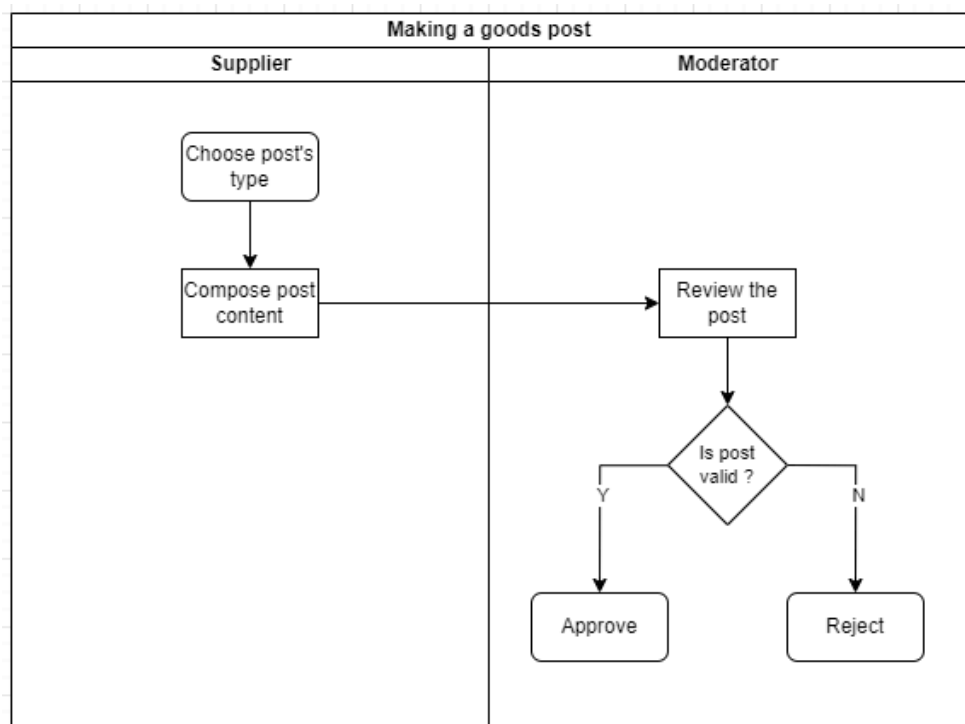 Making a goods post
Supplier
Moderator
Choose post's
type
Compose post
content
Review the
post
Is post
valid ?
Y
N
Approve
Reject